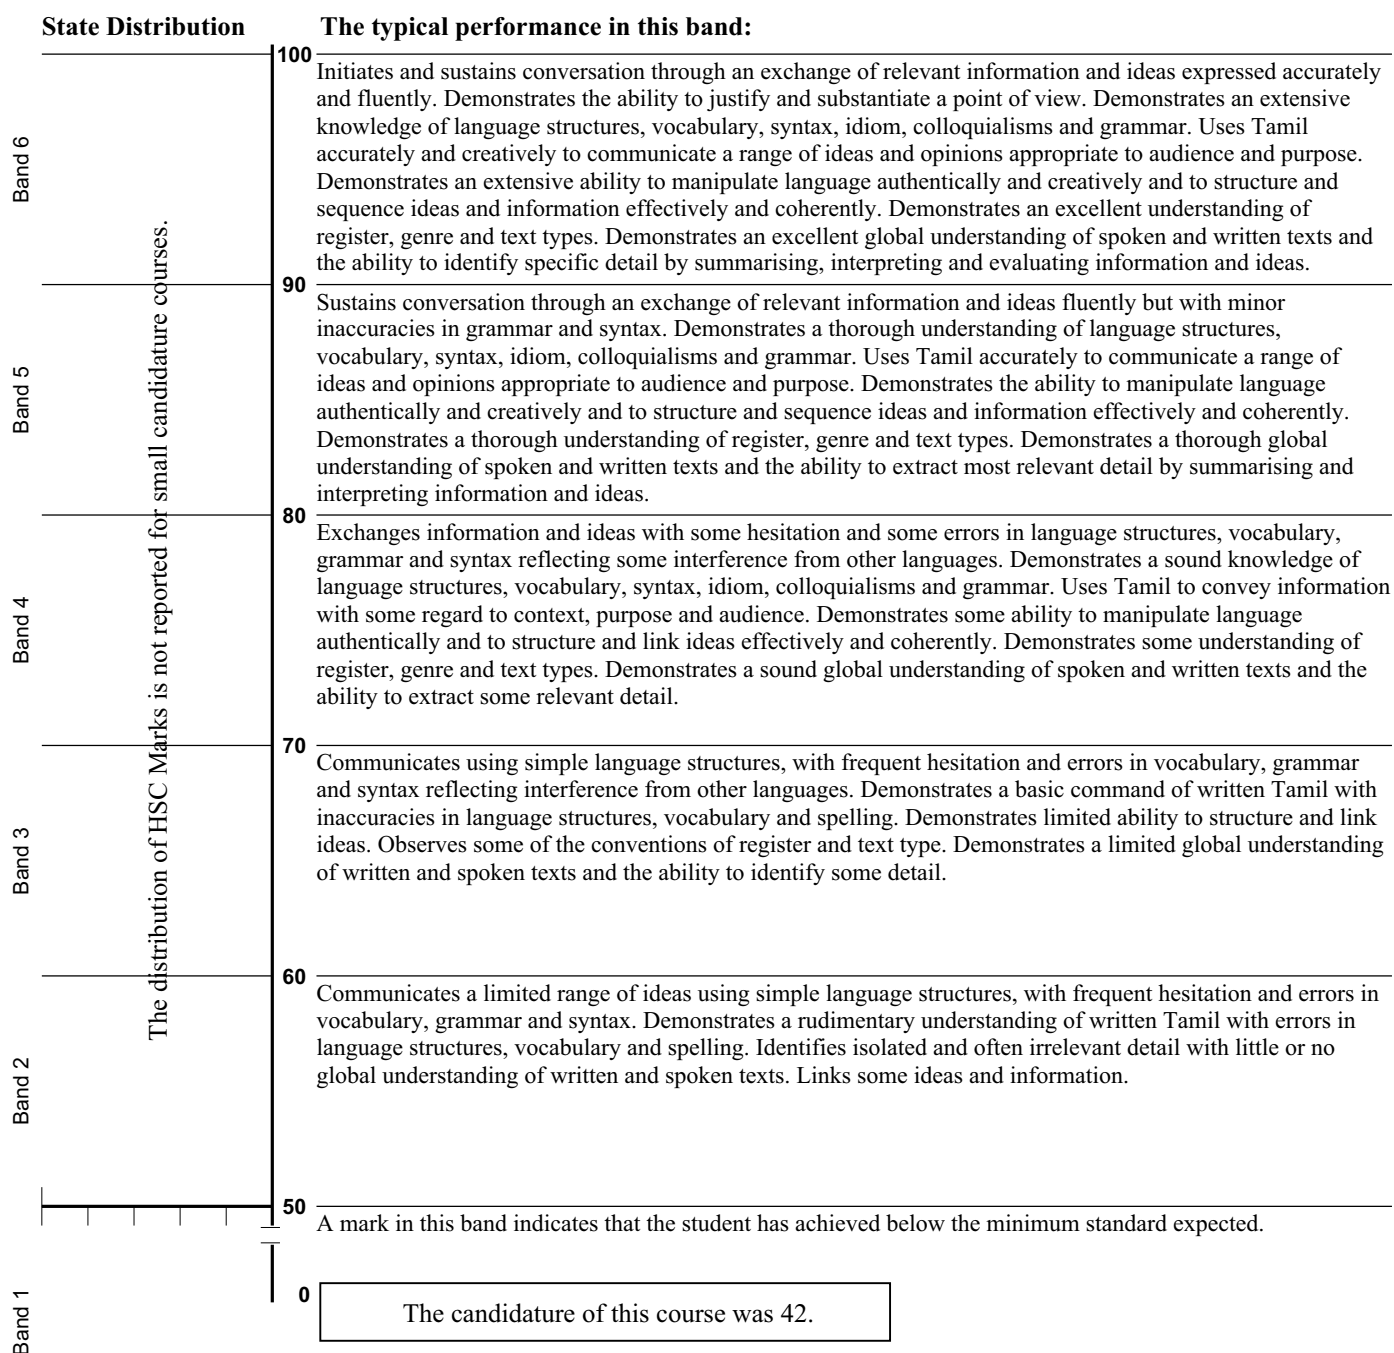 State Distribution
The typical performance in this band:
100
Band 6
Initiates and sustains conversation through an exchange of relevant information and ideas expressed accurately
and fluently. Demonstrates the ability to justify and substantiate a point of view. Demonstrates an extensive
knowledge of language structures, vocabulary, syntax, idiom, colloquialisms and grammar. Uses Tamil
accurately and creatively to communicate a range of ideas and opinions appropriate to audience and purpose.
Demonstrates an extensive ability to manipulate language authentically and creatively and to structure and
sequence ideas and information effectively and coherently. Demonstrates an excellent understanding of
register, genre and text types. Demonstrates an excellent global understanding of spoken and written texts and
the ability to identify specific detail by summarising, interpreting and evaluating information and ideas.
90
Band 5
Sustains conversation through an exchange of relevant information and ideas fluently but with minor
inaccuracies in grammar and syntax. Demonstrates a thorough understanding of language structures,
vocabulary, syntax, idiom, colloquialisms and grammar. Uses Tamil accurately to communicate a range of
ideas and opinions appropriate to audience and purpose. Demonstrates the ability to manipulate language
authentically and creatively and to structure and sequence ideas and information effectively and coherently.
Demonstrates a thorough understanding of register, genre and text types. Demonstrates a thorough global
understanding of spoken and written texts and the ability to extract most relevant detail by summarising and
interpreting information and ideas.
80
Band 4
Exchanges information and ideas with some hesitation and some errors in language structures, vocabulary,
grammar and syntax reflecting some interference from other languages. Demonstrates a sound knowledge of
language structures, vocabulary, syntax, idiom, colloquialisms and grammar. Uses Tamil to convey information
with some regard to context, purpose and audience. Demonstrates some ability to manipulate language
authentically and to structure and link ideas effectively and coherently. Demonstrates some understanding of
register, genre and text types. Demonstrates a sound global understanding of spoken and written texts and the
ability to extract some relevant detail.
70
Band 3
Communicates using simple language structures, with frequent hesitation and errors in vocabulary, grammar
and syntax reflecting interference from other languages. Demonstrates a basic command of written Tamil with
inaccuracies in language structures, vocabulary and spelling. Demonstrates limited ability to structure and link
ideas. Observes some of the conventions of register and text type. Demonstrates a limited global understanding
of written and spoken texts and the ability to identify some detail.
60
Band 2
Communicates a limited range of ideas using simple language structures, with frequent hesitation and errors in
vocabulary, grammar and syntax. Demonstrates a rudimentary understanding of written Tamil with errors in
language structures, vocabulary and spelling. Identifies isolated and often irrelevant detail with little or no
global understanding of written and spoken texts. Links some ideas and information.
50
A mark in this band indicates that the student has achieved below the minimum standard expected.
Band 1
0
The candidature of this course was 42.
The distribution of HSC Marks is not reported for small candidature courses.